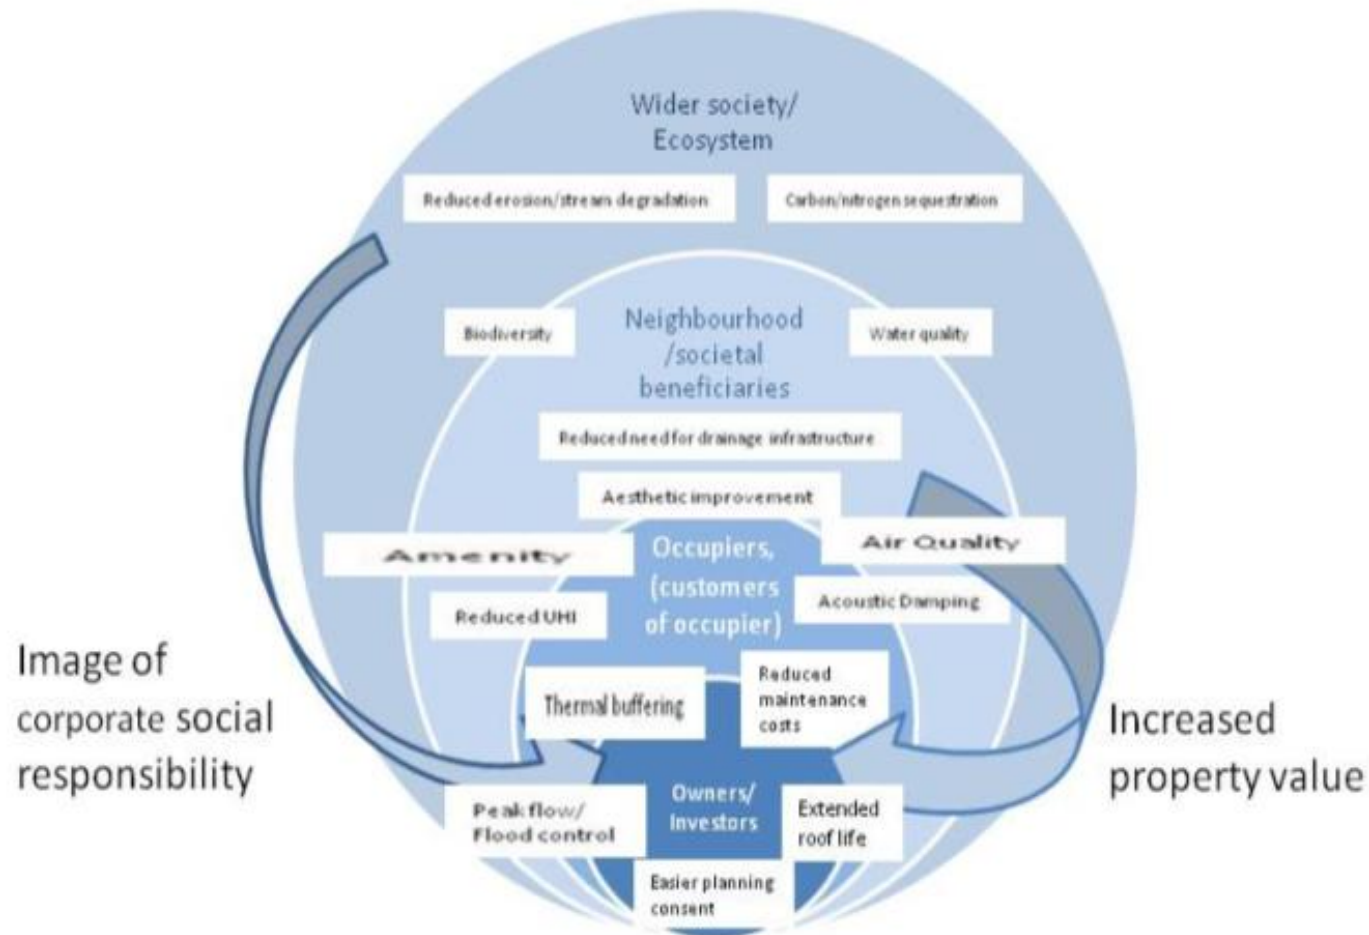 Wider society/
Ecosystem
Reduced erosion/stream degradation
Carbon/nitrogen sequestration
Biodiversity
Neighbourhood
/societal
beneficiaries
Water quality
Reduced need for drainage infrastructure
Aesthetic improvement
Amenity
Occupiers,
(customers
of occupier)
Air Quality
Reduced UHI
Acoustic Damping
Image of
corporate social
responsibility
Thermal buffering
Reduced
maintenance
costs
Increased
property value
Owners/
Investors
Peak flow/
Flood control
Extended
roof life
Easier planning
consent